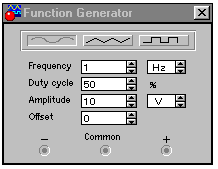 Function Generator
Frequency 1 Hz
Duty cycle 50 %
Amplitude 10 V
Offset 0
− Common +